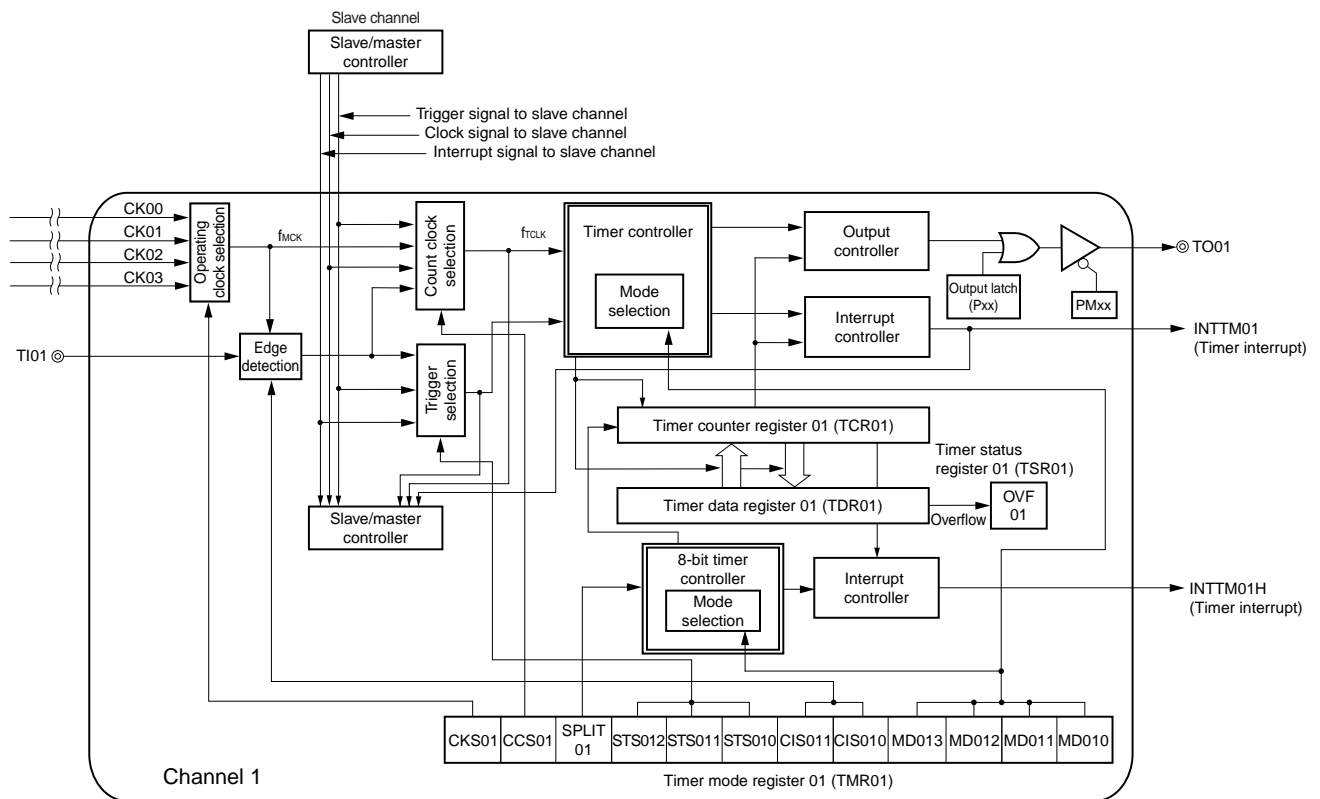 Slave channel
Slave/master
controller
Trigger signal to slave channel
Clock signal to slave channel
Interrupt signal to slave channel
CK00
CK01
CK02
CK03
Operating
clock selection
fMCK
Count clock
selection
fTCLK
Timer controller
Mode
selection
Output
controller
Output latch
(Pxx)
PMxx
TO01
Interrupt
controller
INTTM01
(Timer interrupt)
TI01
Edge
detection
Trigger
selection
Timer counter register 01 (TCR01)
Timer status
register 01 (TSR01)
Slave/master
controller
Timer data register 01 (TDR01)
Overflow
OVF
01
8-bit timer
controller
Mode
selection
Interrupt
controller
INTTM01H
(Timer interrupt)
CKS01
CCS01
SPLIT
01
STS012
STS011
STS010
CIS011
CIS010
MD013
MD012
MD011
MD010
Channel 1
Timer mode register 01 (TMR01)